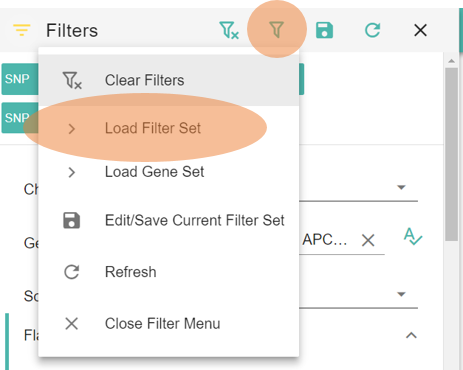 Filters
SNP
Clear Filters
SNP
Load Filter Set
Load Gene Set
Ch
Edit/Save Current Filter Set
Ge
APC...
Refresh
So
Close Filter Menu
Fla